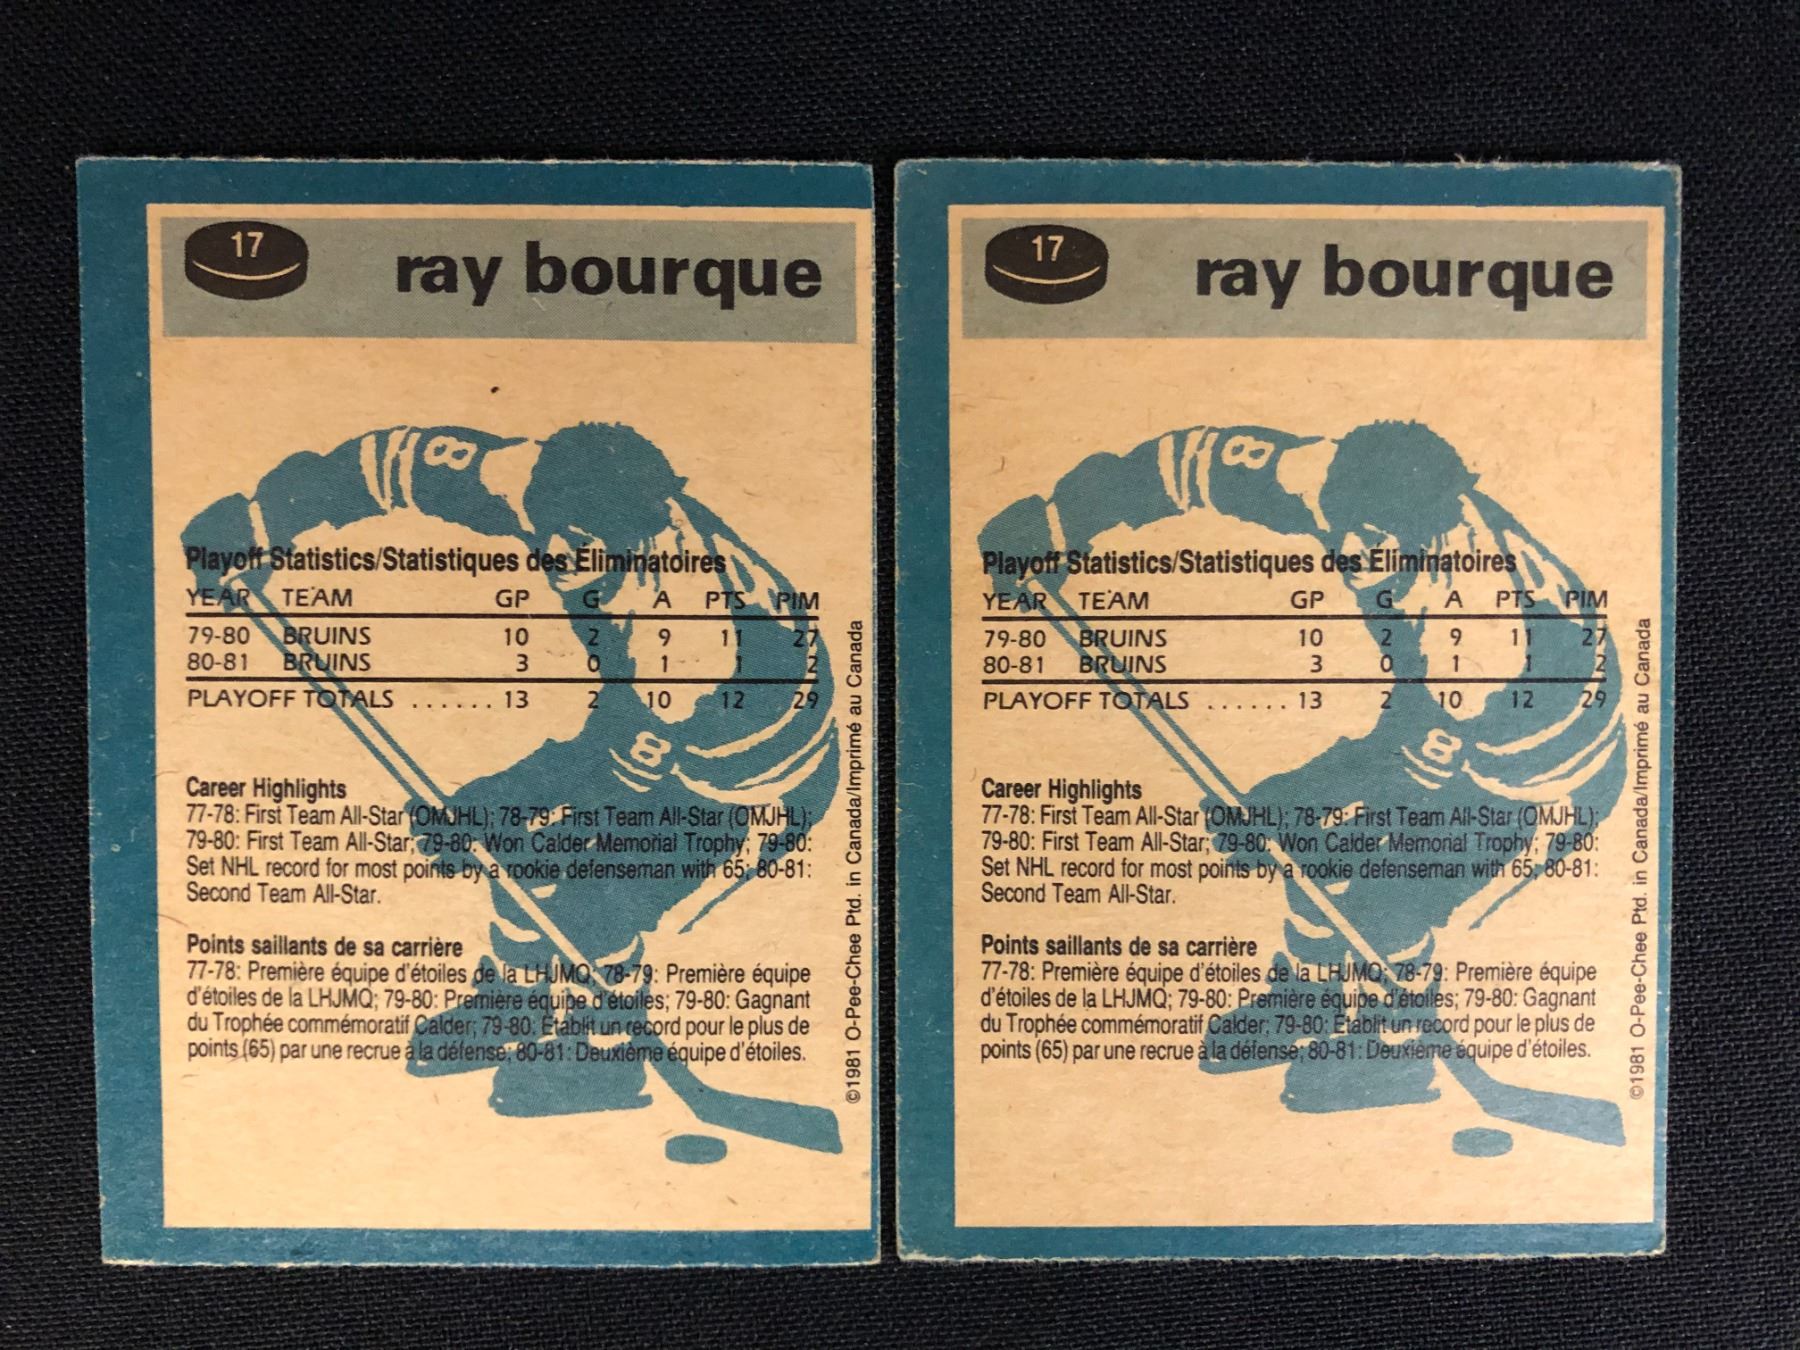 17
ray bourque
Playoff Statistics/Statistiques des Éliminatoires
YEAR TEAM GP G A PTS PIM
79-80 BRUINS 10 2 9 11 27
80-81 BRUINS 3 0 1 1 2
PLAYOFF TOTALS ...... 13 2 10 12 29
Career Highlights
77-78: First Team All-Star (OMJHL); 78-79: First Team All-Star (OMJHL);
79-80: First Team All-Star; 79-80: Won Calder Memorial Trophy; 79-80:
Set NHL record for most points by a rookie defenseman with 65; 80-81:
Second Team All-Star.
Points saillants de sa carrière
77-78: Première équipe d'étoiles de la LHJMQ; 78-79: Première équipe
d'étoiles de la LHJMQ; 79-80: Première équipe d'étoiles; 79-80: Gagnant
du Trophée commémoratif Calder; 79-80: Établit un record pour le plus de
points (65) par une recrue à la défense; 80-81: Deuxième équipe d'étoiles.
©1981 O-Pee-Chee Ptd. in Canada/Imprimé au Canada
8
8
17
ray bourque
Playoff Statistics/Statistiques des Éliminatoires
YEAR TEAM GP G A PTS PIM
79-80 BRUINS 10 2 9 11 27
80-81 BRUINS 3 0 1 1 2
PLAYOFF TOTALS ...... 13 2 10 12 29
Career Highlights
77-78: First Team All-Star (OMJHL); 78-79: First Team All-Star (OMJHL);
79-80: First Team All-Star; 79-80: Won Calder Memorial Trophy; 79-80:
Set NHL record for most points by a rookie defenseman with 65; 80-81:
Second Team All-Star.
Points saillants de sa carrière
77-78: Première équipe d'étoiles de la LHJMQ; 78-79: Première équipe
d'étoiles de la LHJMQ; 79-80: Première équipe d'étoiles; 79-80: Gagnant
du Trophée commémoratif Calder; 79-80: Établit un record pour le plus de
points (65) par une recrue à la défense; 80-81: Deuxième équipe d'étoiles.
©1981 O-Pee-Chee Ptd. in Canada/Imprimé au Canada
8
8